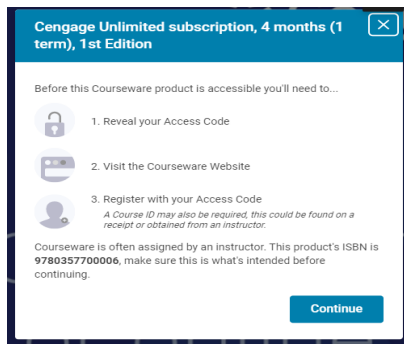 Cengage Unlimited subscription, 4 months (1
term), 1st Edition
Before this Courseware product is accessible you'll need to...
1. Reveal your Access Code
2. Visit the Courseware Website
3. Register with your Access Code
A Course ID may also be required, this could be found on a
receipt or obtained from an instructor.
Courseware is often assigned by an instructor. This product's ISBN is
9780357700006, make sure this is what's intended before
continuing.
Continue